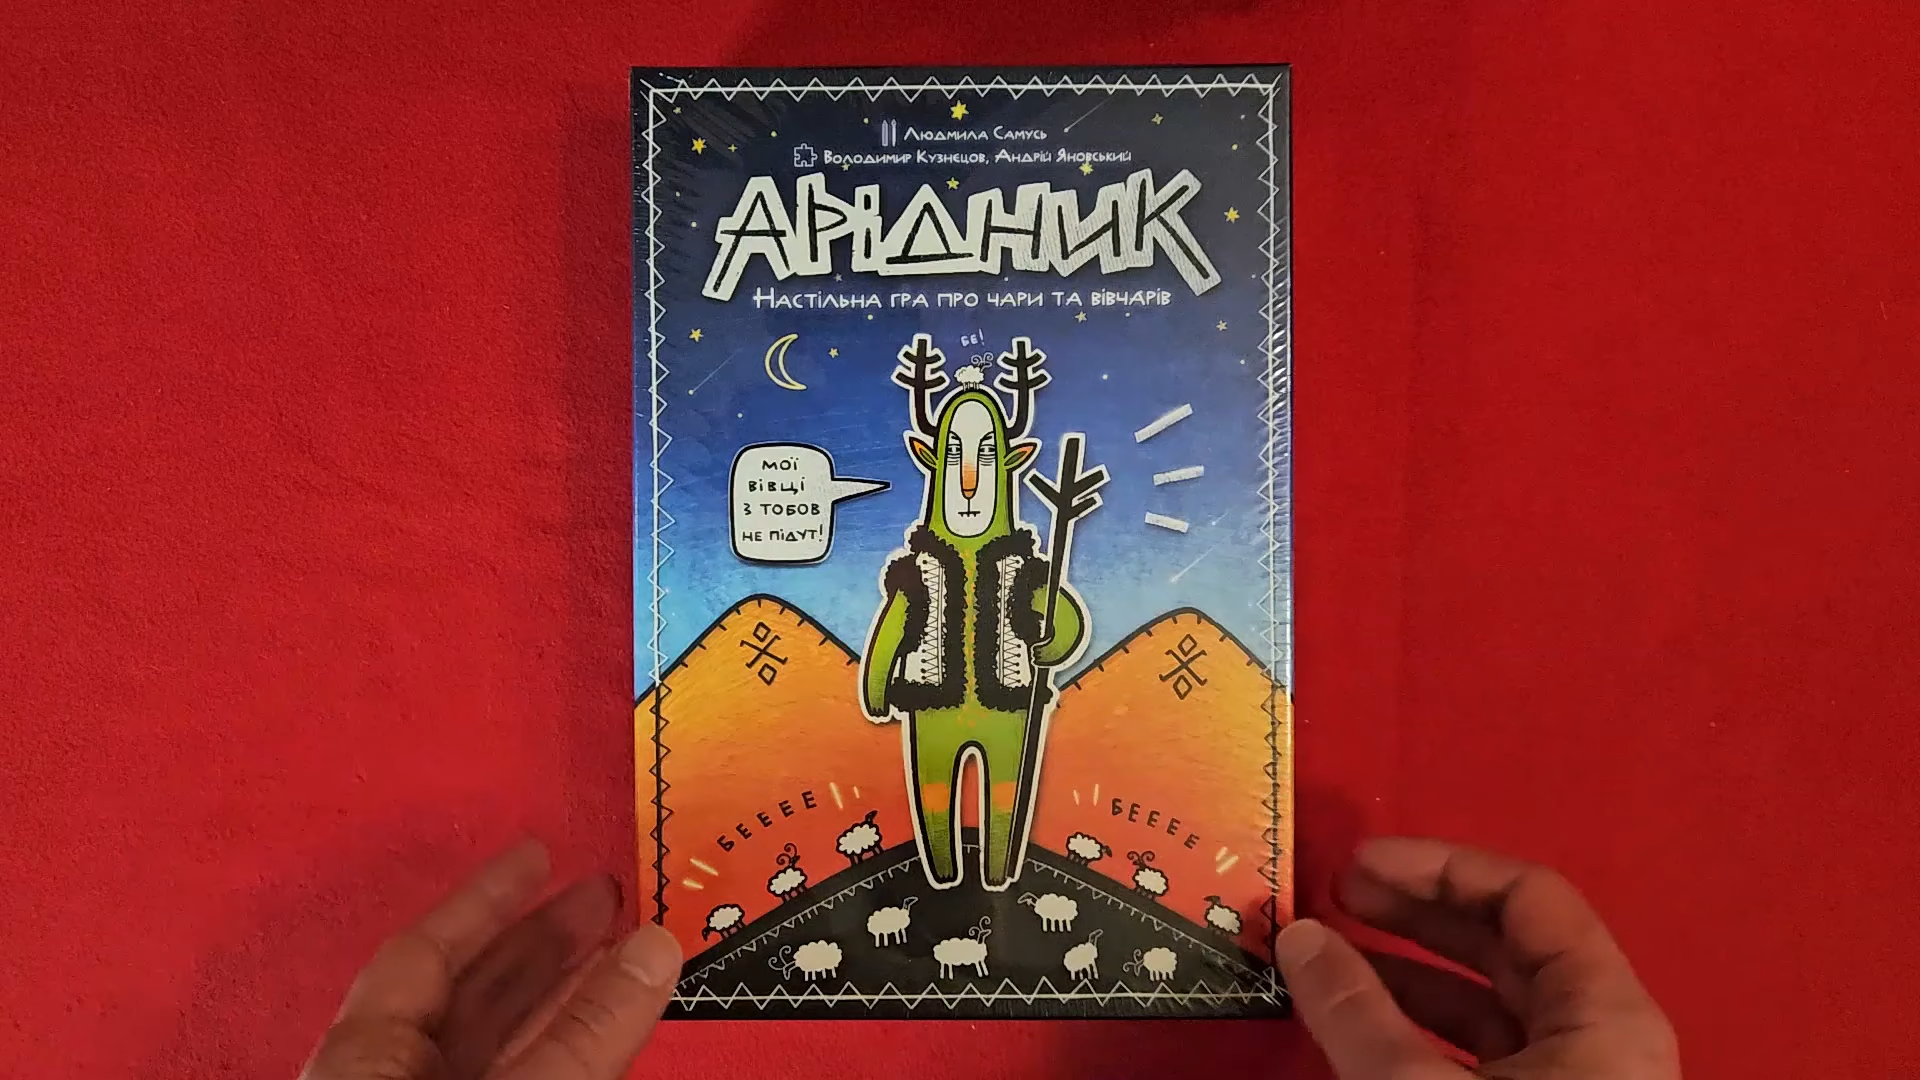 Людмила Самусь
Володимир Кузнєцов, Андрій Яновський
Арідник
Настільна гра про чари та вівчарів
бе!
мої
вівці
з тобов
не підут!
бееее
бееее